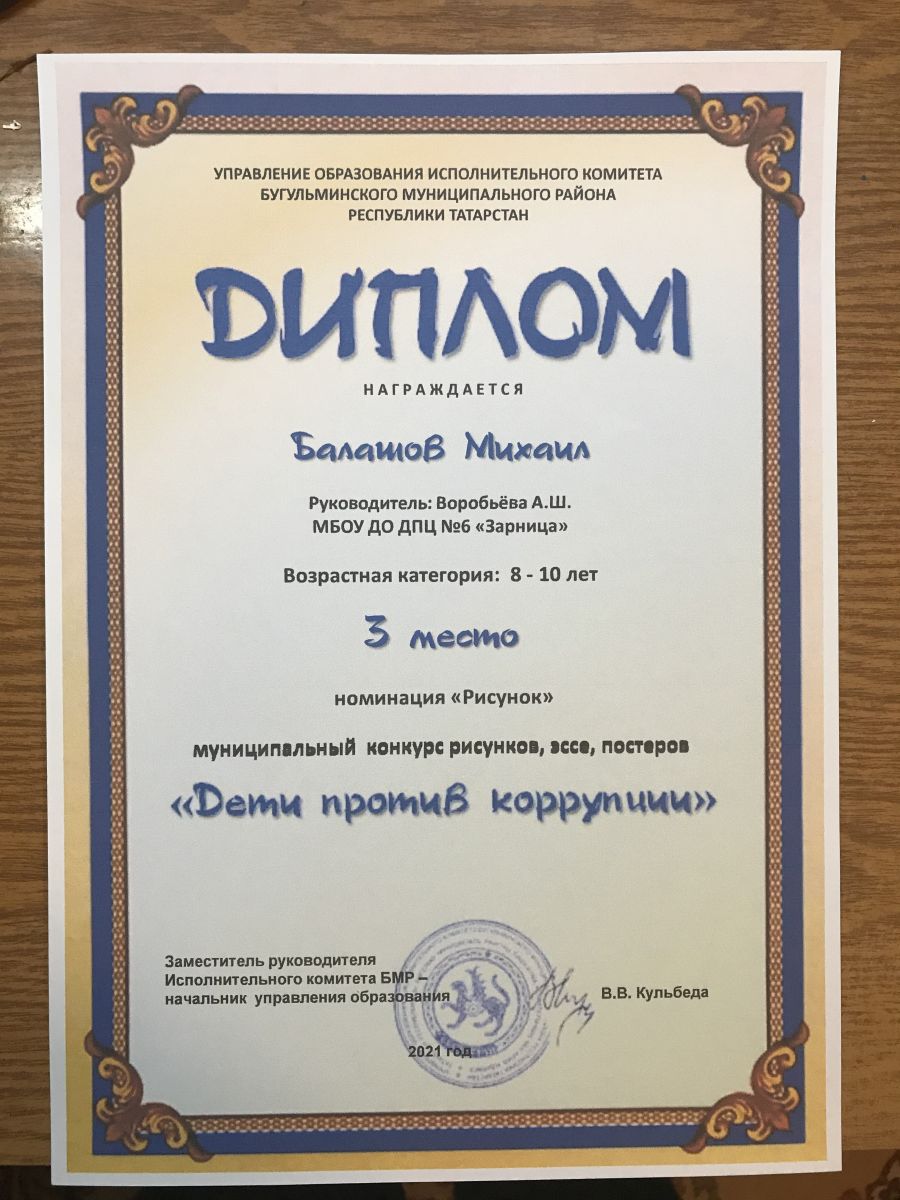 УПРАВЛЕНИЕ ОБРАЗОВАНИЯ ИСПОЛНИТЕЛЬНОГО КОМИТЕТА
БУГУЛЬМИНСКОГО МУНИЦИПАЛЬНОГО РАЙОНА
РЕСПУБЛИКИ ТАТАРСТАН
ДИПЛОМ
НАГРАЖДАЕТСЯ
Балашов Михаил
Руководитель: Воробьёва А.Ш.
МБОУ ДО ДПЦ №6 «Зарница»
Возрастная категория: 8 - 10 лет
3 место
номинация «Рисунок»
муниципальный конкурс рисунков, эссе, постеров
«Дети против коррупции»
Заместитель руководителя
Исполнительного комитета БМР –
начальник управления образования
В.В. Кульбеда
2021 год